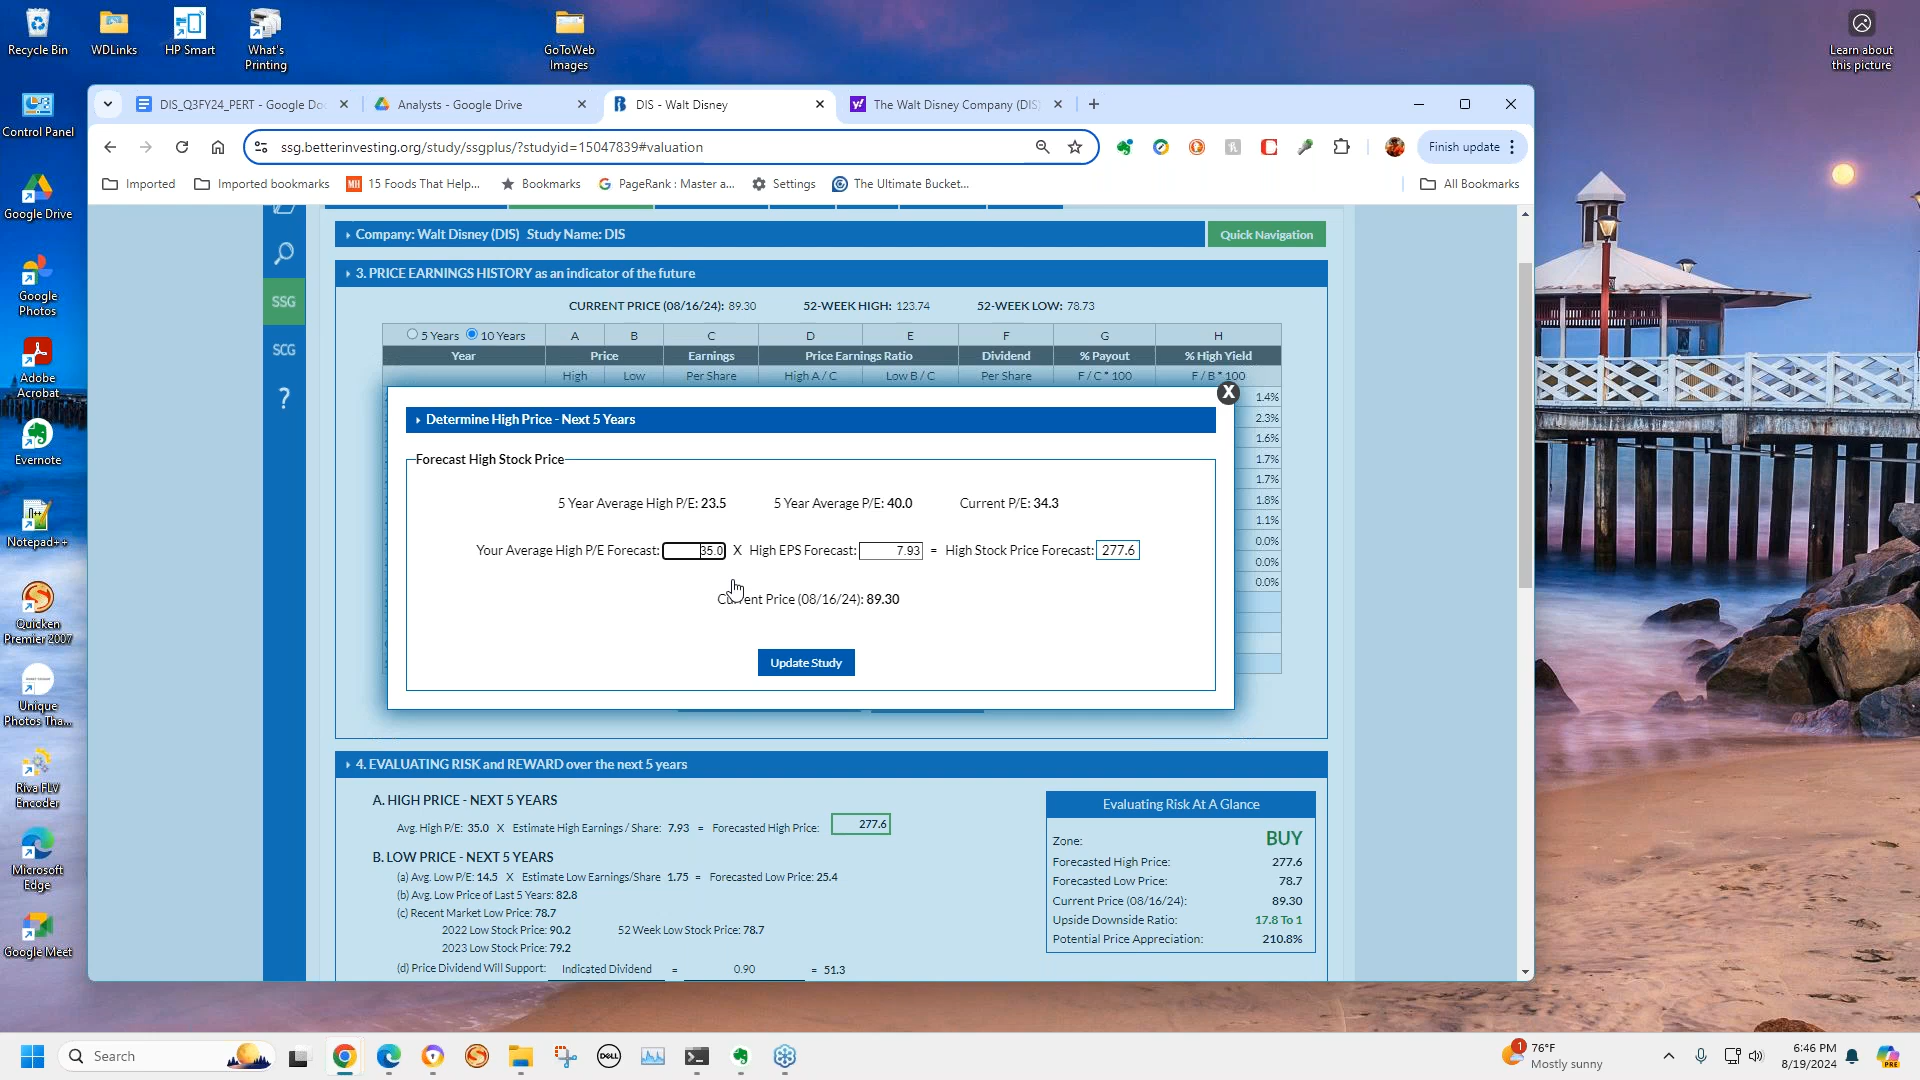 Recycle Bin
WDLinks
HP Smart
What's
Printing
GoToWeb
Images
Learn about
this picture
Control Panel
Google Drive
Google
Photos
Adobe
Acrobat
Evernote
Notepad++
Quicken
Premier 2007
Unique
Photos Tha...
Riva FLV
Encoder
Microsoft
Edge
Google Meet
DIS_Q3FY24_PERT - Google Do
Analysts - Google Drive
DIS - Walt Disney
The Walt Disney Company (DIS)
ssg.betterinvesting.org/study/ssgplus/?studyid=15047839#valuation
Finish update
Imported
Imported bookmarks
MH
15 Foods That Help...
Bookmarks
PageRank : Master a...
Settings
The Ultimate Bucket...
All Bookmarks
SSG
SCG
?
Company: Walt Disney (DIS) Study Name: DIS
Quick Navigation
3. PRICE EARNINGS HISTORY as an indicator of the future
CURRENT PRICE (08/16/24): 89.30 52-WEEK HIGH: 123.74 52-WEEK LOW: 78.73
5 Years 10 Years A B C D E F G H
Year Price Earnings Price Earnings Ratio Dividend % Payout % High Yield
High Low Per Share High A / C Low B / C Per Share F / C * 100 F / B * 100
1.4%
2.3%
1.6%
1.7%
1.7%
1.8%
1.1%
0.0%
0.0%
0.0%
X
Determine High Price - Next 5 Years
Forecast High Stock Price
5 Year Average High P/E: 23.5 5 Year Average P/E: 40.0 Current P/E: 34.3
Your Average High P/E Forecast: 35.0 X High EPS Forecast: 7.93 = High Stock Price Forecast: 277.6
Current Price (08/16/24): 89.30
Update Study
4. EVALUATING RISK and REWARD over the next 5 years
A. HIGH PRICE - NEXT 5 YEARS
Avg. High P/E: 35.0 X Estimate High Earnings / Share: 7.93 = Forecasted High Price: 277.6
B. LOW PRICE - NEXT 5 YEARS
(a) Avg. Low P/E: 14.5 X Estimate Low Earnings/Share 1.75 = Forecasted Low Price: 25.4
(b) Avg. Low Price of Last 5 Years: 82.8
(c) Recent Market Low Price: 78.7
2022 Low Stock Price: 90.2 52 Week Low Stock Price: 78.7
2023 Low Stock Price: 79.2
(d) Price Dividend Will Support: Indicated Dividend = 0.90 = 51.3
Evaluating Risk At A Glance
Zone: BUY
Forecasted High Price: 277.6
Forecasted Low Price: 78.7
Current Price (08/16/24): 89.30
Upside Downside Ratio: 17.8 To 1
Potential Price Appreciation: 210.8%
Search
DELL
1
76°F
Mostly sunny
6:46 PM
8/19/2024
PRE